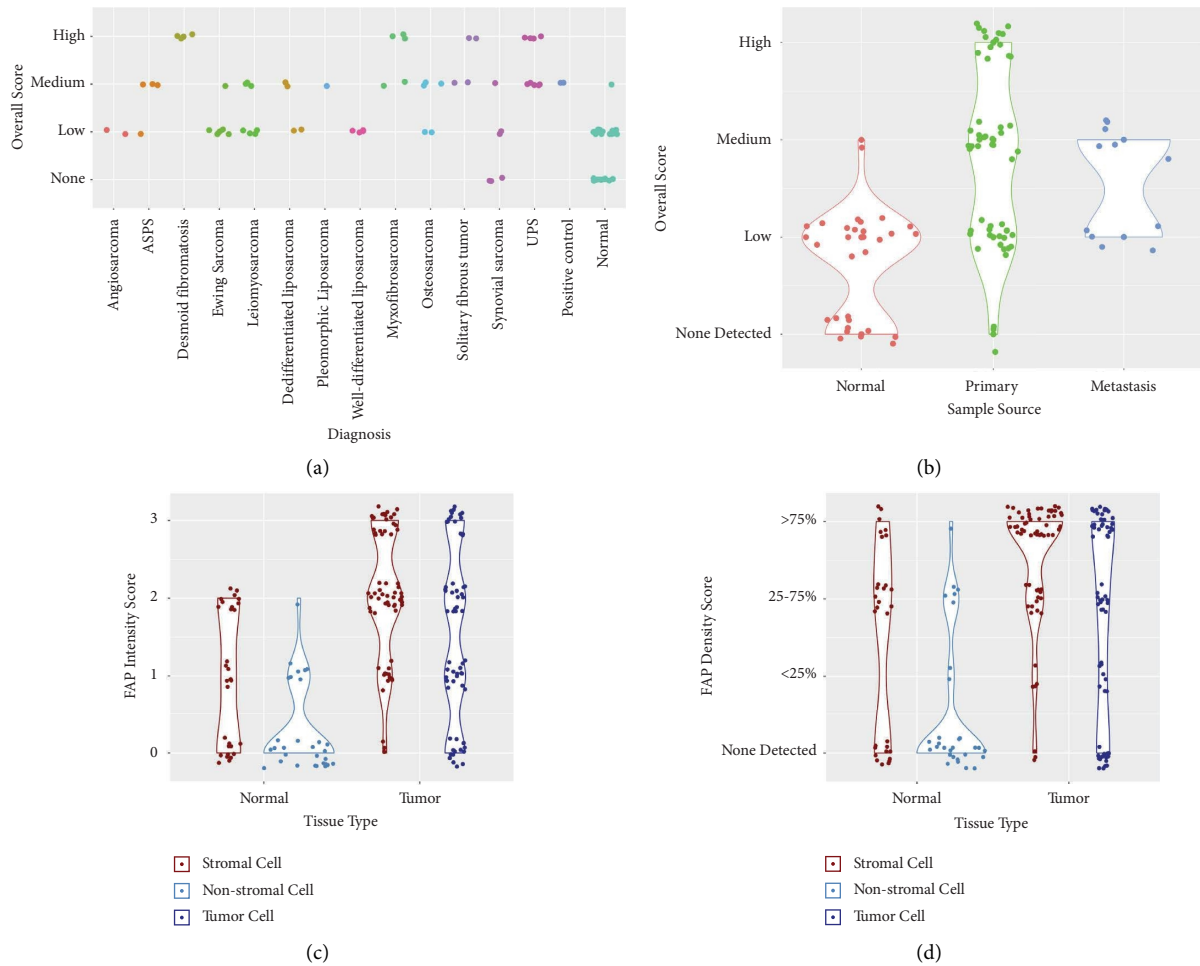 High
Medium
Low
None
Overall Score
Angiosarcoma
ASPS
Desmoid fibromatosis
Ewing Sarcoma
Leiomyosarcoma
Dedifferentiated liposarcoma
Pleomorphic Liposarcoma
Well-differentiated liposarcoma
Myxofibrosarcoma
Osteosarcoma
Solitary fibrous tumor
Synovial sarcoma
UPS
Positive control
Normal
Diagnosis
(a)
High
Medium
Low
None Detected
Overall Score
Normal Primary Metastasis
Sample Source
(b)
3
2
1
0
FAP Intensity Score
Normal Tumor
Tissue Type
Stromal Cell
Non-stromal Cell
Tumor Cell
(c)
>75%
25-75%
<25%
None Detected
FAP Density Score
Normal Tumor
Tissue Type
Stromal Cell
Non-stromal Cell
Tumor Cell
(d)